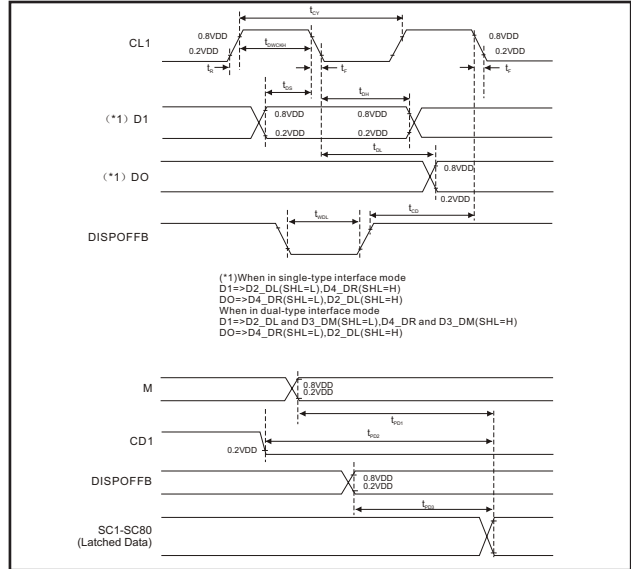 tCY
CL1
0.8VDD
0.8VDD
0.8VDD
0.2VDD
tDWCKH
0.2VDD
0.2VDD
tR
tF
tF
tDS
tDH
(*1) D1
0.8VDD
0.8VDD
0.2VDD
0.2VDD
tDL
(*1) DO
0.8VDD
0.2VDD
tWDL
tCD
DISPOFFB
(*1)When in single-type interface mode
D1=>D2_DL(SHL=L),D4_DR(SHL=H)
DO=>D4_DR(SHL=L),D2_DL(SHL=H)
When in dual-type interface mode
D1=>D2_DL and D3_DM(SHL=L),D4_DR and D3_DM(SHL=H)
DO=>D4_DR(SHL=L),D2_DL(SHL=H)
M
0.8VDD
0.2VDD
tPD1
CD1
tPD2
0.2VDD
DISPOFFB
0.8VDD
0.2VDD
tPD3
SC1-SC80
(Latched Data)